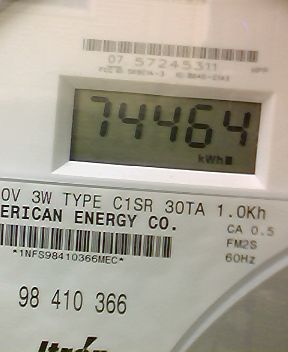 07 57245311
74464
kWh
0V 3W TYPE C1SR 30TA 1.0Kh
ERICAN ENERGY CO.
CA 0.5
FM2S
60Hz
*1NFS98410366MEC*
98 410 366
Itrón